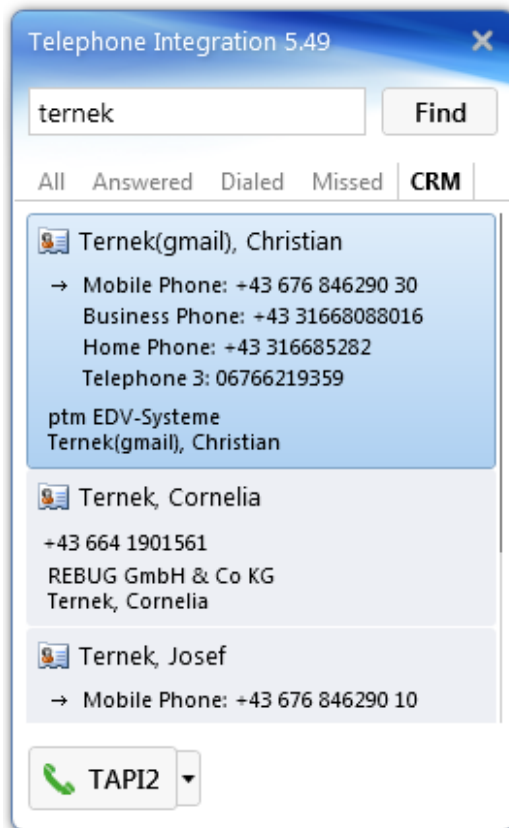 Telephone Integration 5.49
ternek
Find
All Answered Dialed Missed CRM
Ternek(gmail), Christian
→ Mobile Phone: +43 676 846290 30
Business Phone: +43 31668088016
Home Phone: +43 316685282
Telephone 3: 06766219359
ptm EDV-Systeme
Ternek(gmail), Christian
Ternek, Cornelia
+43 664 1901561
REBUG GmbH & Co KG
Ternek, Cornelia
Ternek, Josef
→ Mobile Phone: +43 676 846290 10
TAPI2